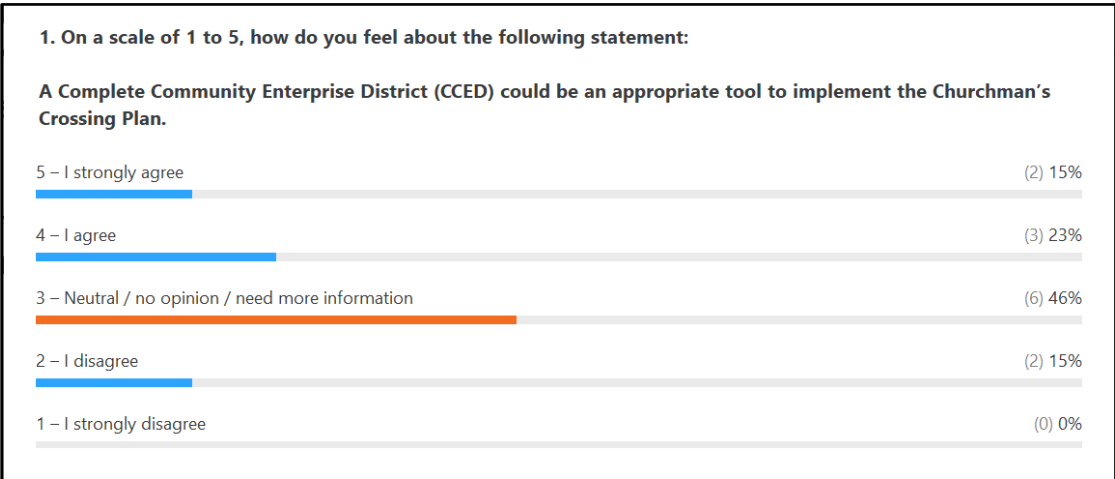 1. On a scale of 1 to 5, how do you feel about the following statement:
A Complete Community Enterprise District (CCED) could be an appropriate tool to implement the Churchman’s
Crossing Plan.
5 – I strongly agree (2) 15%
4 – I agree (3) 23%
3 – Neutral / no opinion / need more information (6) 46%
2 – I disagree (2) 15%
1 – I strongly disagree (0) 0%